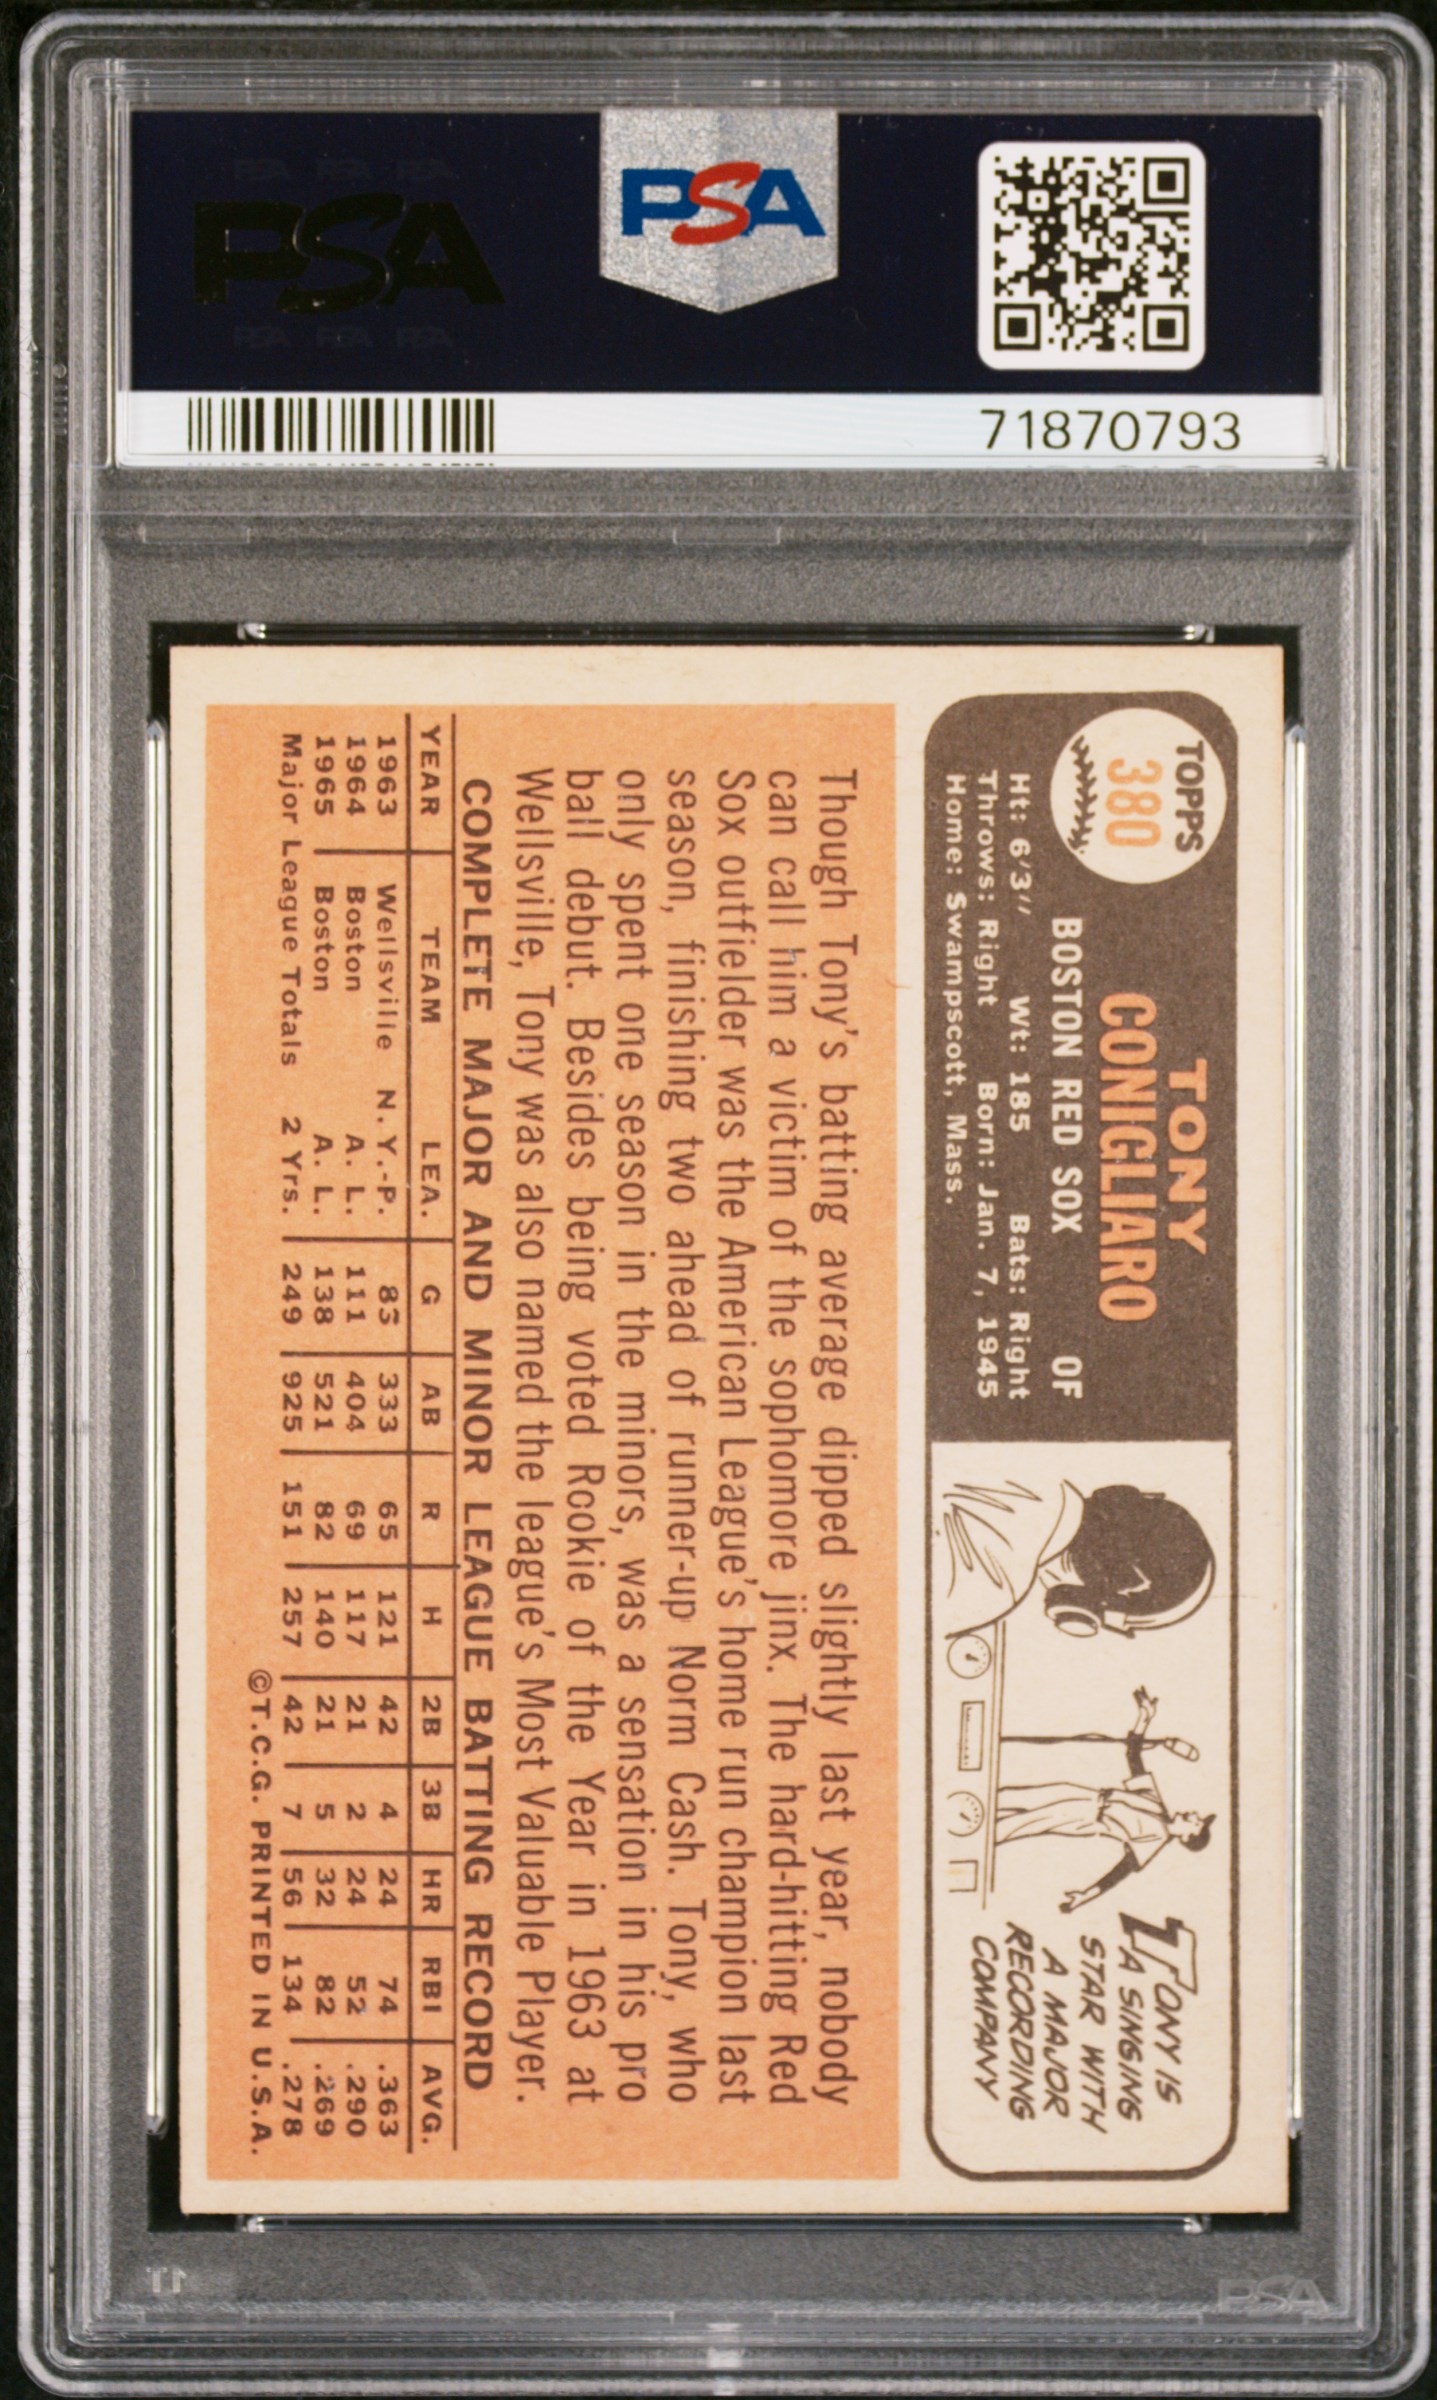 PSA PSA PSA
PSA
PSA PSA PSA
PSA
71870793
TOPPS
380
TONY
CONIGLIARO
BOSTON RED SOX OF
Ht: 6'3" Wt: 185 Bats: Right
Throws: Right Born: Jan. 7, 1945
Home: Swampscott, Mass.
TONY IS
A SINGING
STAR WITH
A MAJOR
RECORDING
COMPANY
Though Tony's batting average dipped slightly last year, nobody
can call him a victim of the sophomore jinx. The hard-hitting Red
Sox outfielder was the American League's home run champion last
season, finishing two ahead of runner-up Norm Cash. Tony, who
only spent one season in the minors, was a sensation in his pro
ball debut. Besides being voted Rookie of the Year in 1963 at
Wellsville, Tony was also named the league's Most Valuable Player.
COMPLETE MAJOR AND MINOR LEAGUE BATTING RECORD
YEAR TEAM LEA. G AB R H 2B 3B HR RBI AVG.
1963 Wellsville N.Y.-P. 83 333 65 121 42 4 24 74 .363
1964 Boston A. L. 111 404 69 117 21 2 24 52 .290
1965 Boston A. L. 138 521 82 140 21 5 32 82 .269
Major League Totals 2 Yrs. 249 925 151 257 42 7 56 134 .278
©T.C.G. PRINTED IN U.S.A.
PSA